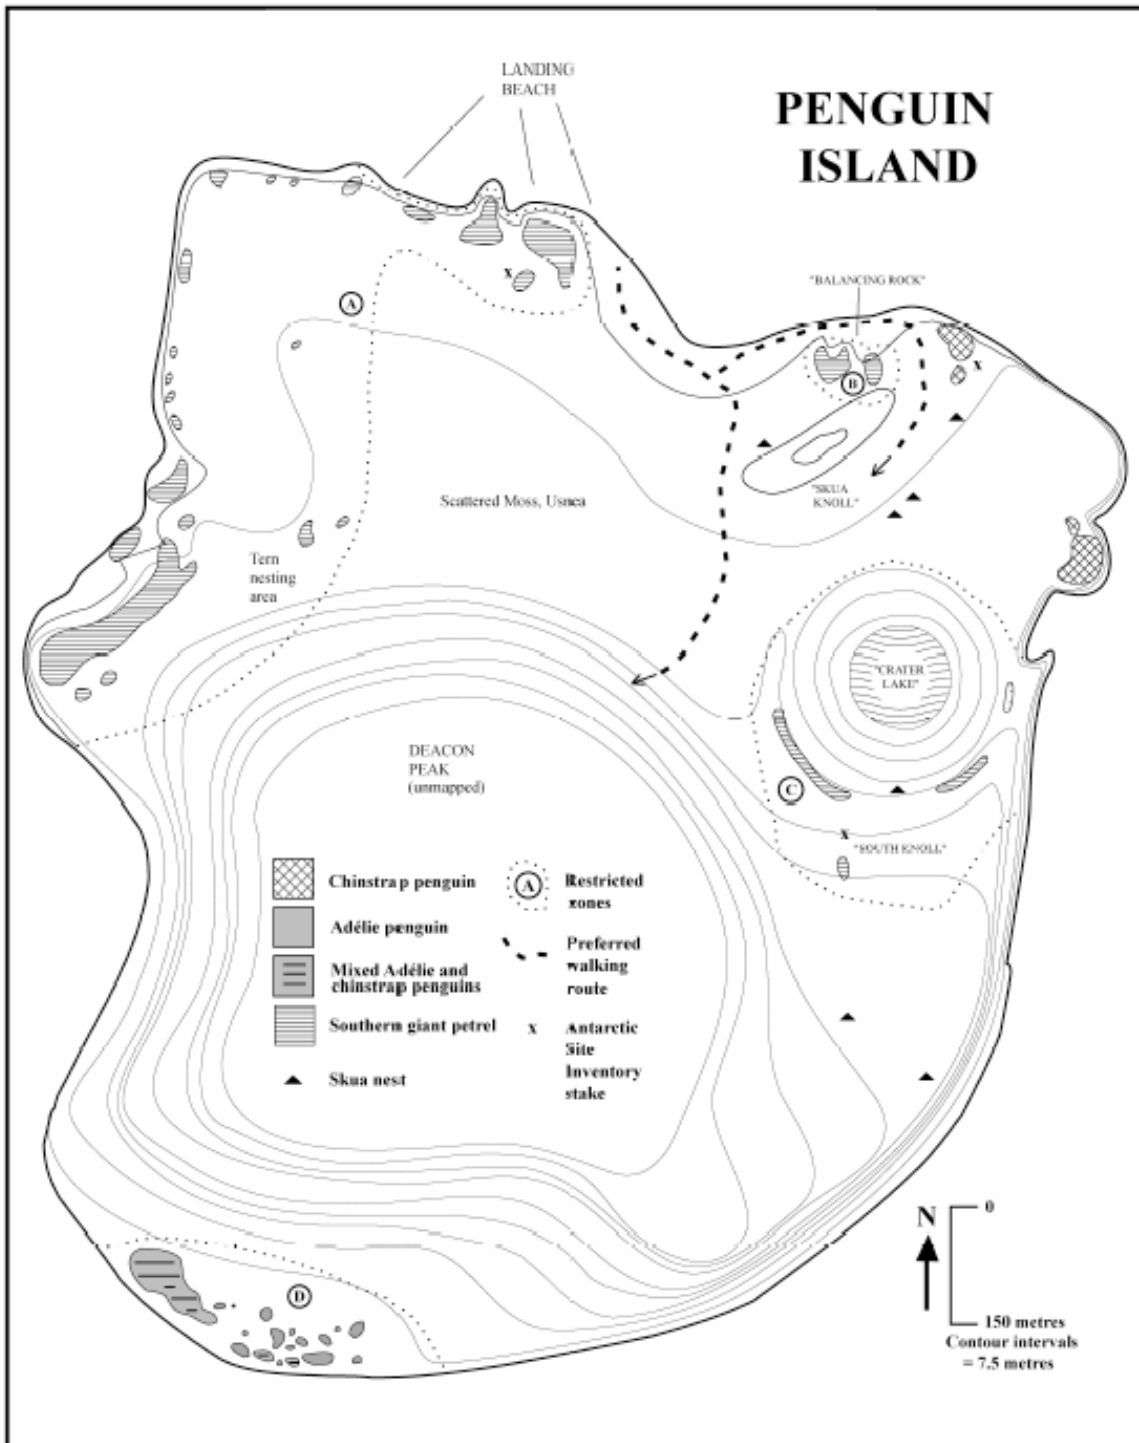 LANDING
BEACH
PENGUIN
ISLAND
"BALANCING ROCK"
A
x
B
x
"SKUA
KNOLL"
Scattered Moss, Usnea
Tern
nesting
area
"CRATER
LAKE"
DEACON
PEAK
(unmapped)
C
x
"SOUTH KNOLL"
Chinstrap penguin
Adélie penguin
Mixed Adélie and
chinstrap penguins
Southern giant petrel
Skua nest
A
Restricted
zones
Preferred
walking
route
x
Antarctic
Site
Inventory
stake
D
N
0
150 metres
Contour intervals
= 7.5 metres